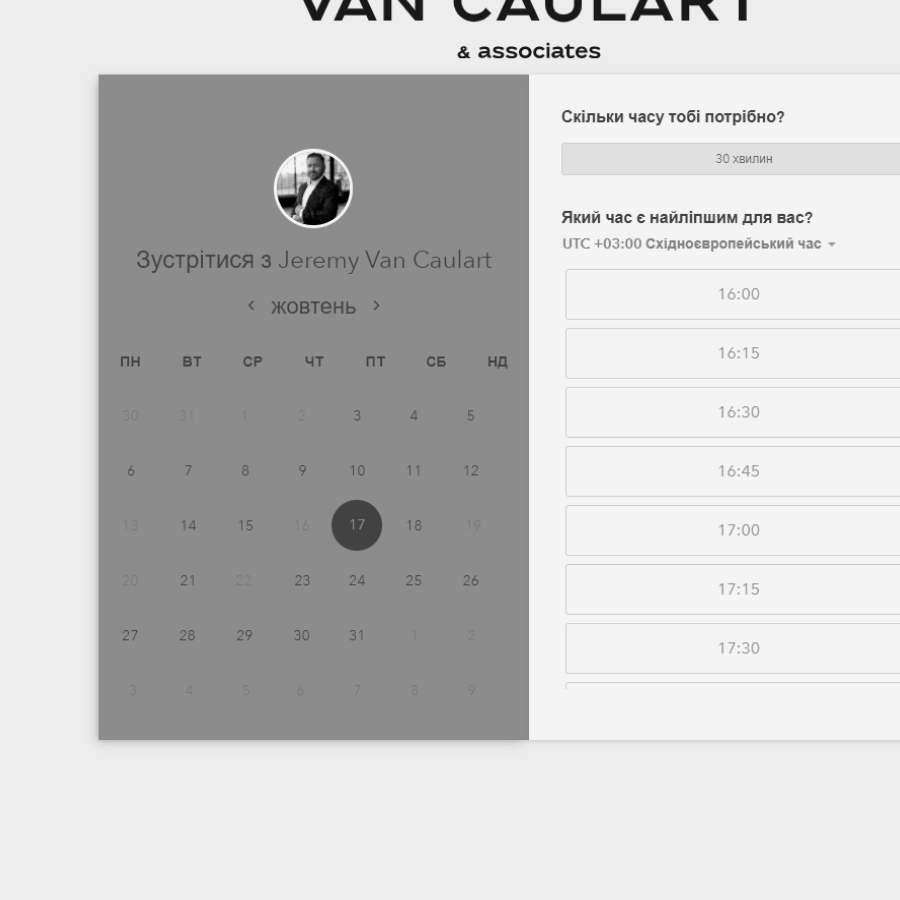 VAN CAULART
& associates
Зустрітися з Jeremy Van Caulart
жовтень
ПН ВТ СР ЧТ ПТ СБ НД
30 31 1 2 3 4 5
6 7 8 9 10 11 12
13 14 15 16 17 18 19
20 21 22 23 24 25 26
27 28 29 30 31 1 2
3 4 5 6 7 8 9
Скільки часу тобі потрібно?
30 хвилин
Який час є найліпшим для вас?
UTC +03:00 Східноєвропейський час
16:00
16:15
16:30
16:45
17:00
17:15
17:30